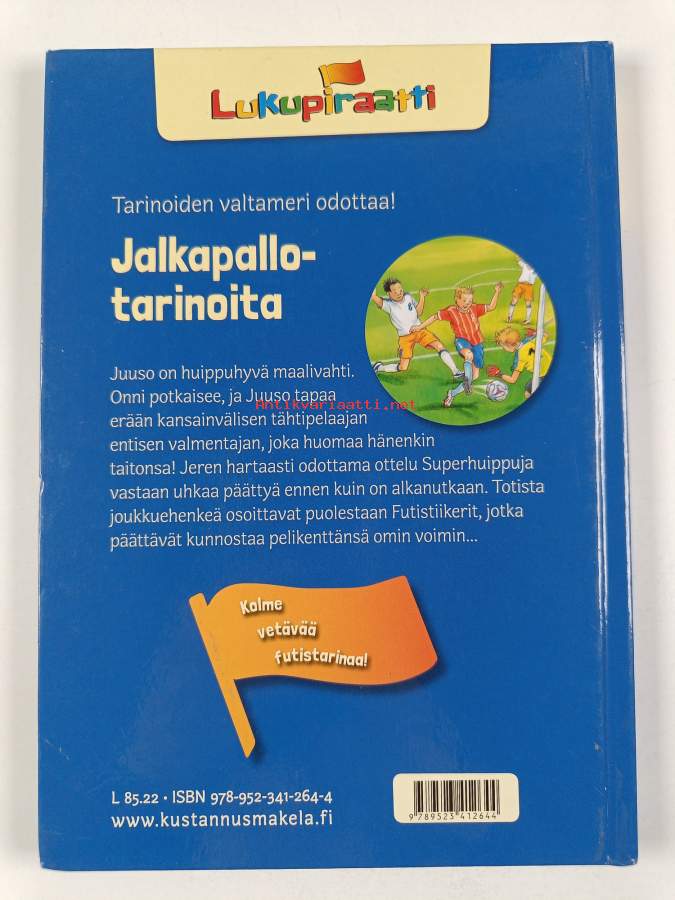 Lukupiraatti
Tarinoiden valtameri odottaa!
Jalkapallo-
tarinoita
Juuso on huippuhyvä maalivahti.
Onni potkaisee, ja Juuso tapaa
Antikvariaatti.net
erään kansainvälisen tähtipelaajan
entisen valmentajan, joka huomaa hänenkin
taitonsa! Jeren hartaasti odottama ottelu Superhuippuja
vastaan uhkaa päättyä ennen kuin on alkanutkaan. Totista
joukkuehenkeä osoittavat puolestaan Futistiikerit, jotka
päättävät kunnostaa pelikenttänsä omin voimin...
Kolme
vetävää
futistarinaa!
L 85.22 • ISBN 978-952-341-264-4
www.kustannusmakela.fi
9 789523 412644